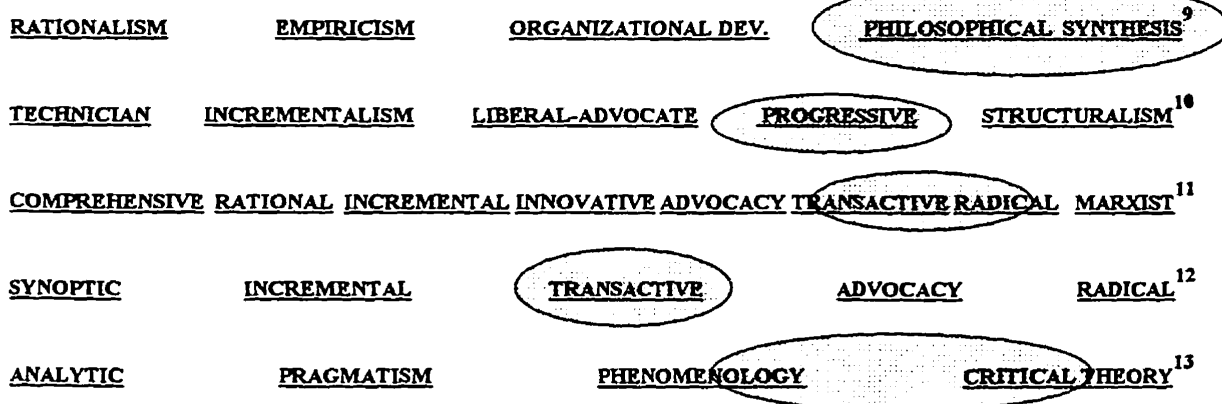 RATIONALISM EMPIRICISM ORGANIZATIONAL DEV. PHILOSOPHICAL SYNTHESIS⁹
TECHNICIAN INCREMENTALISM LIBERAL-ADVOCATE PROGRESSIVE STRUCTURALISM¹⁰
COMPREHENSIVE RATIONAL INCREMENTAL INNOVATIVE ADVOCACY TRANSACTIVE RADICAL MARXIST¹¹
SYNOPTIC INCREMENTAL TRANSACTIVE ADVOCACY RADICAL¹²
ANALYTIC PRAGMATISM PHENOMENOLOGY CRITICAL THEORY¹³